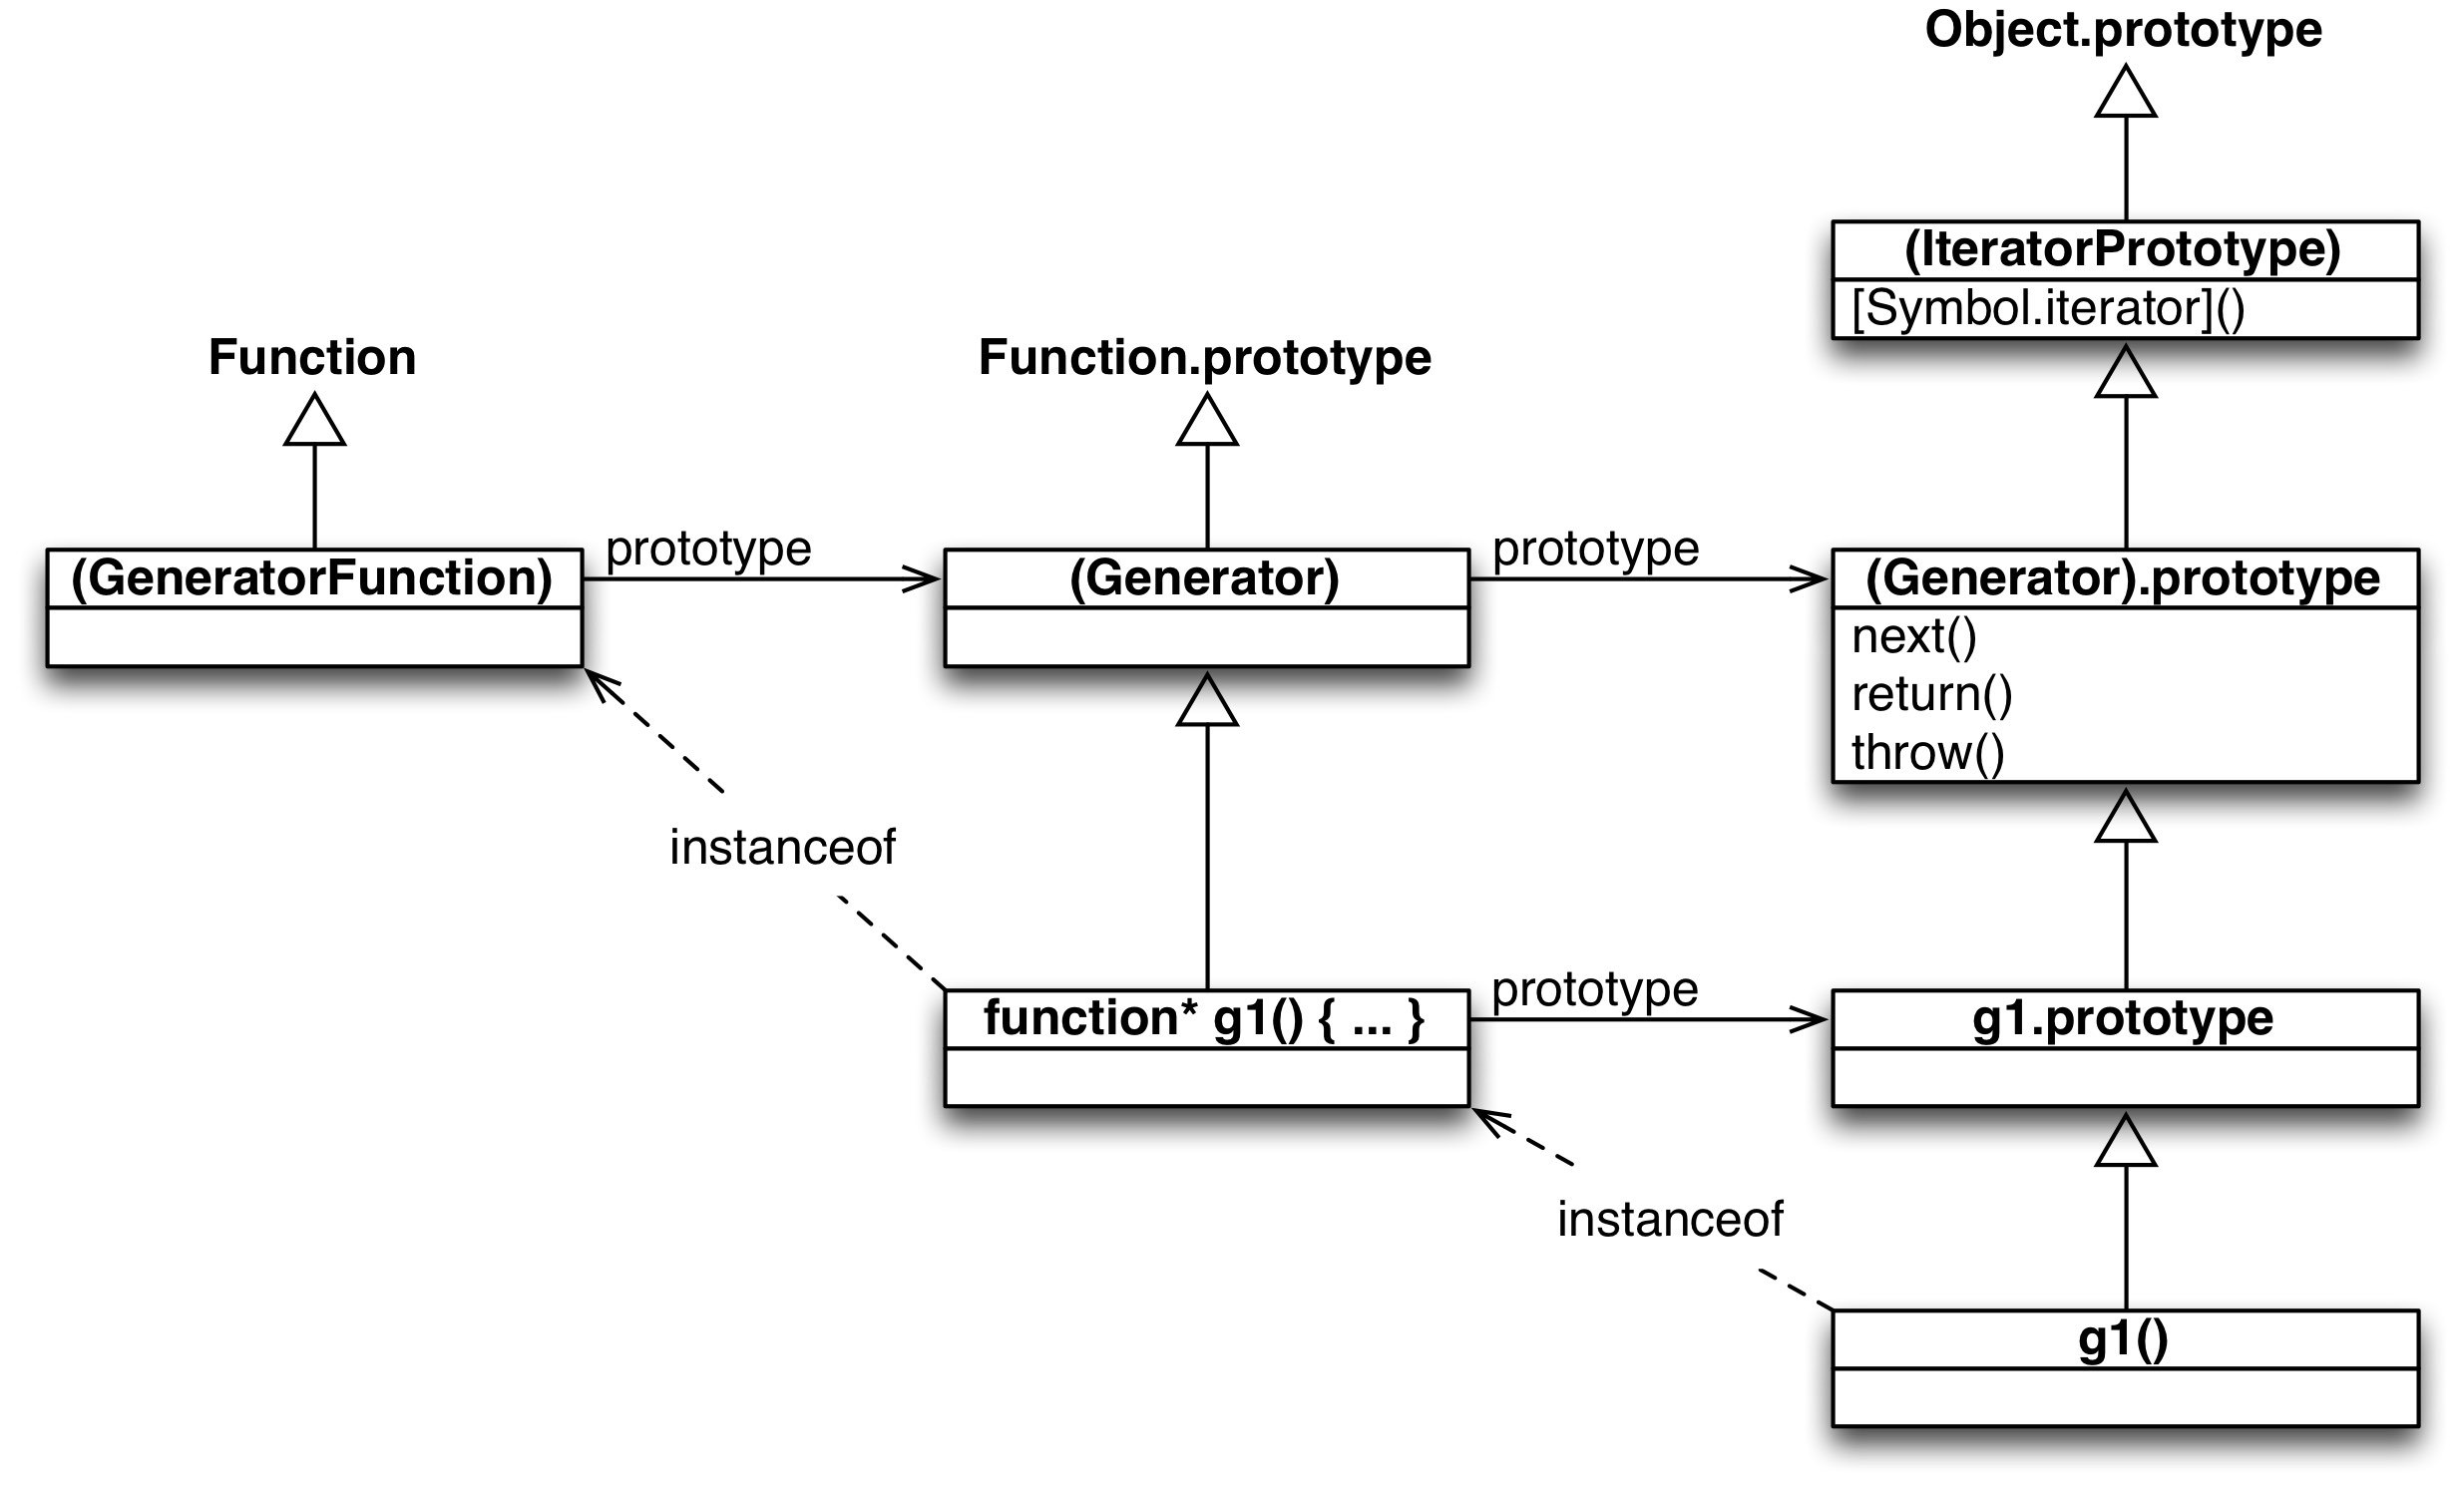 Object.prototype
(IteratorPrototype)
[Symbol.iterator]()
Function
Function.prototype
(GeneratorFunction)
prototype
(Generator)
prototype
(Generator).prototype
next()
return()
throw()
instanceof
function* g1() { ... }
prototype
g1.prototype
instanceof
g1()